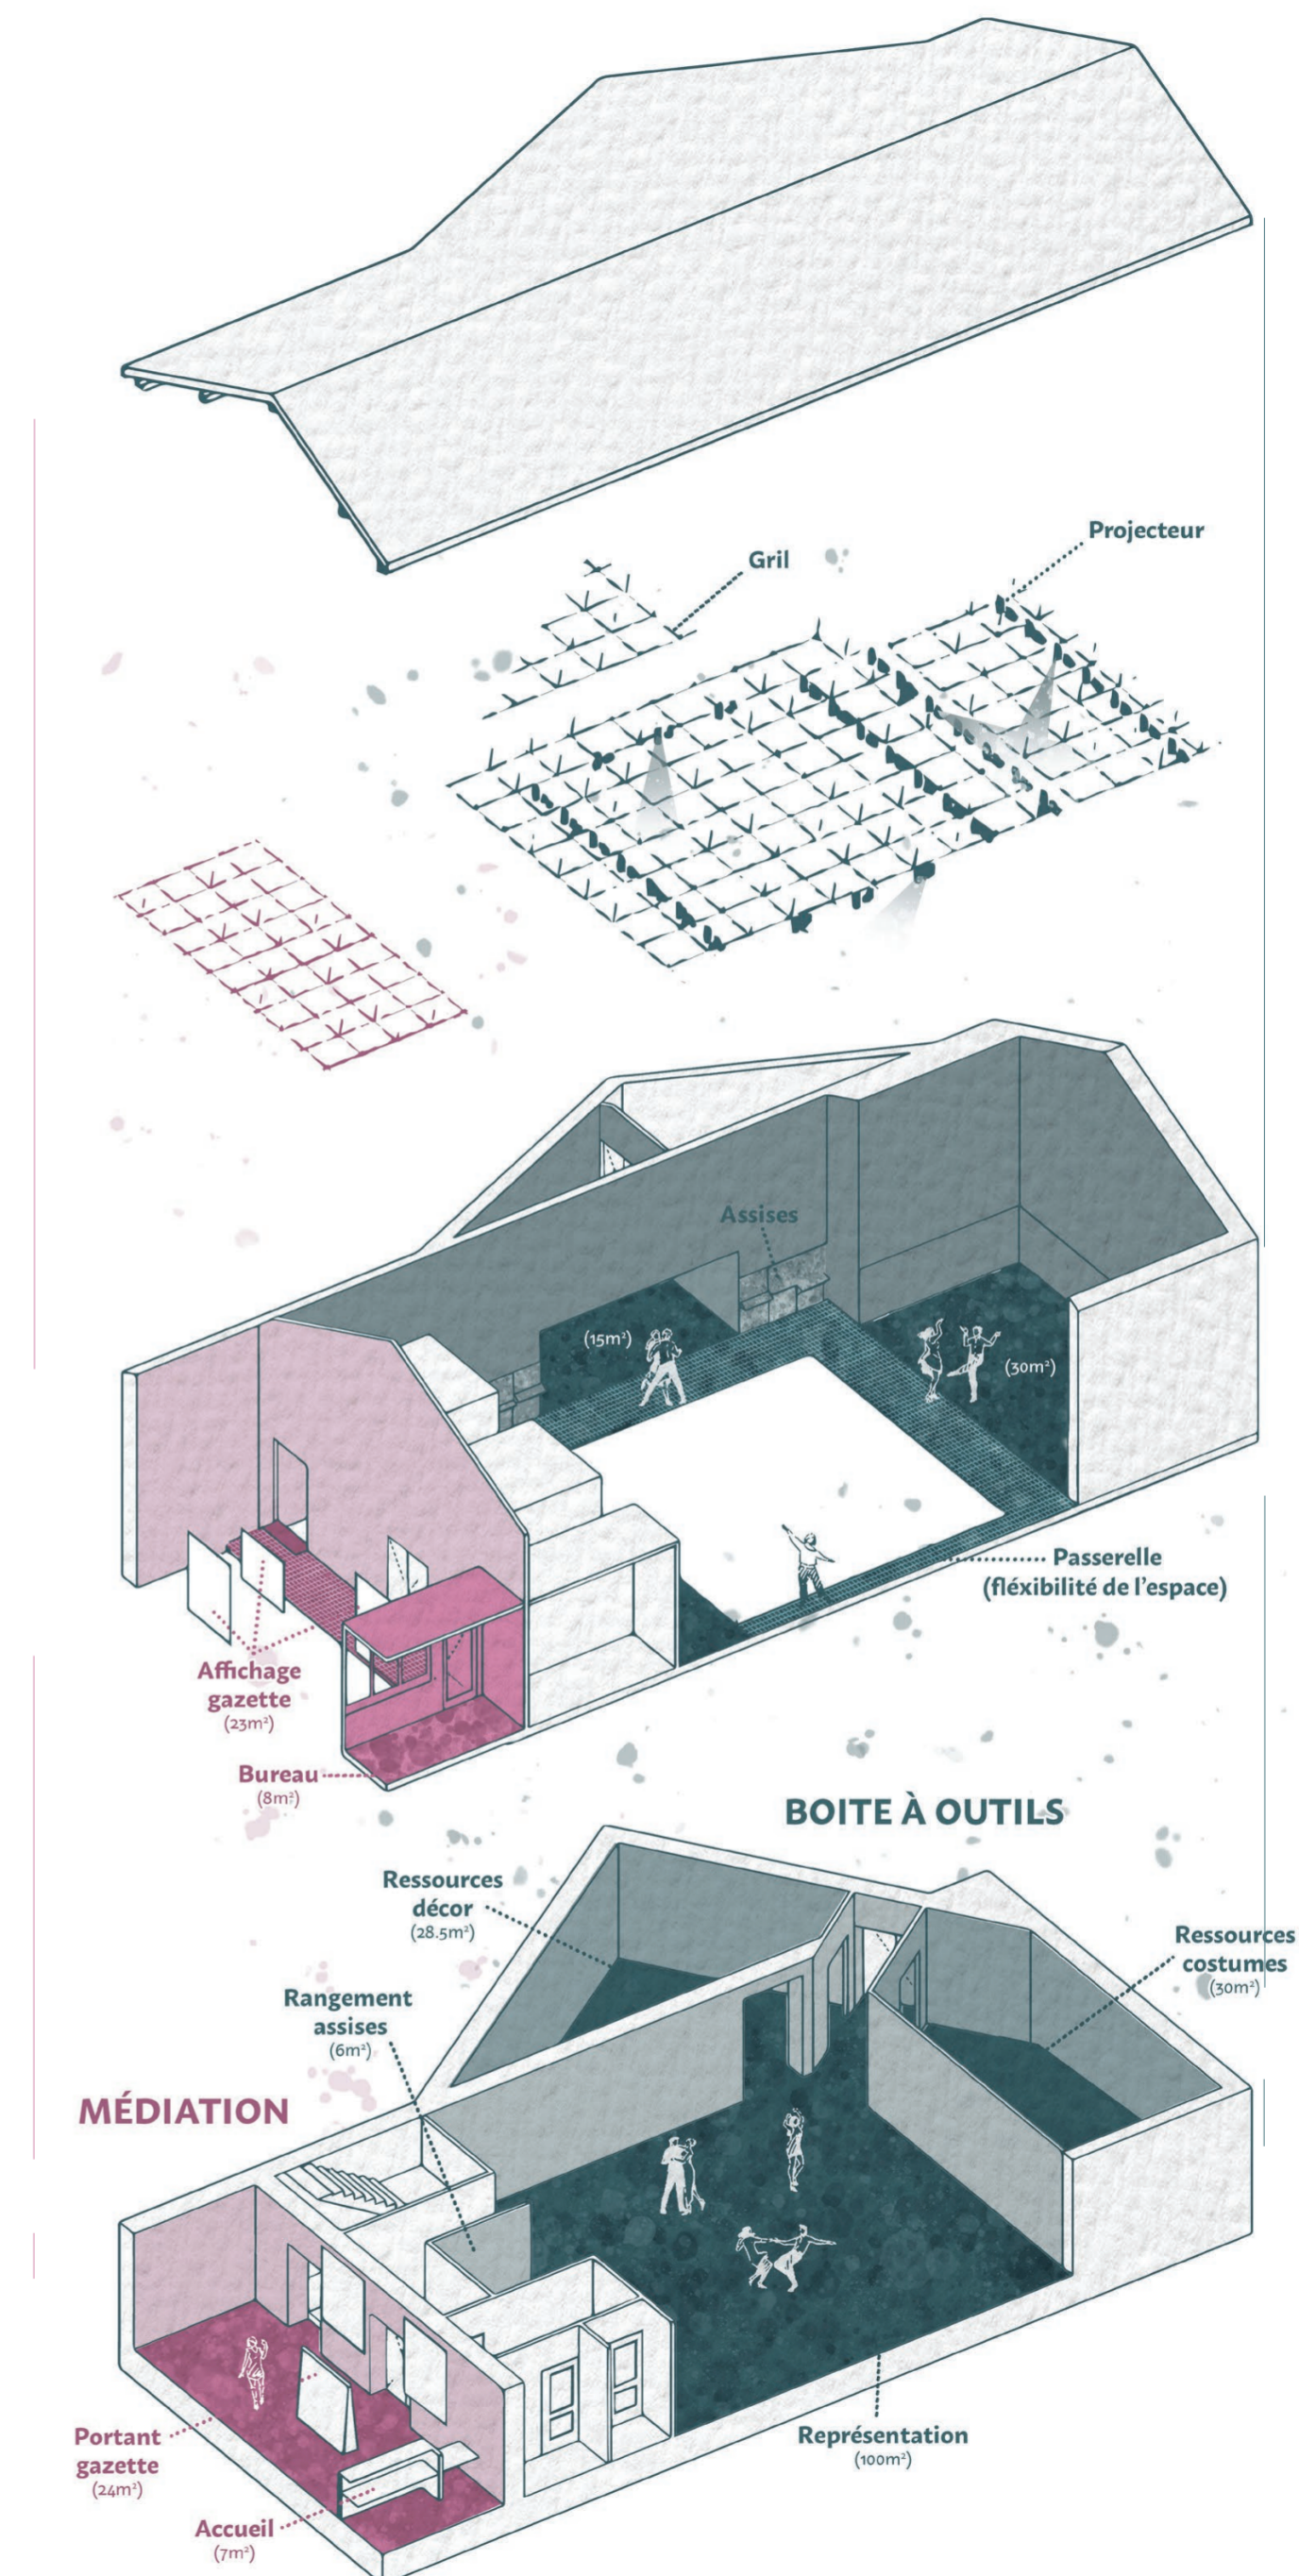 Projecteur
Gril
Assises
(15m²)
(30m²)
Passerelle
(fléxibilité de l'espace)
Affichage
gazette
(23m²)
Bureau
(8m²)
BOITE À OUTILS
Ressources
décor
(28.5m²)
Ressources
costumes
(30m²)
Rangement
assises
(6m²)
MÉDIATION
Portant
gazette
(24m²)
Représentation
(100m²)
Accueil
(7m²)